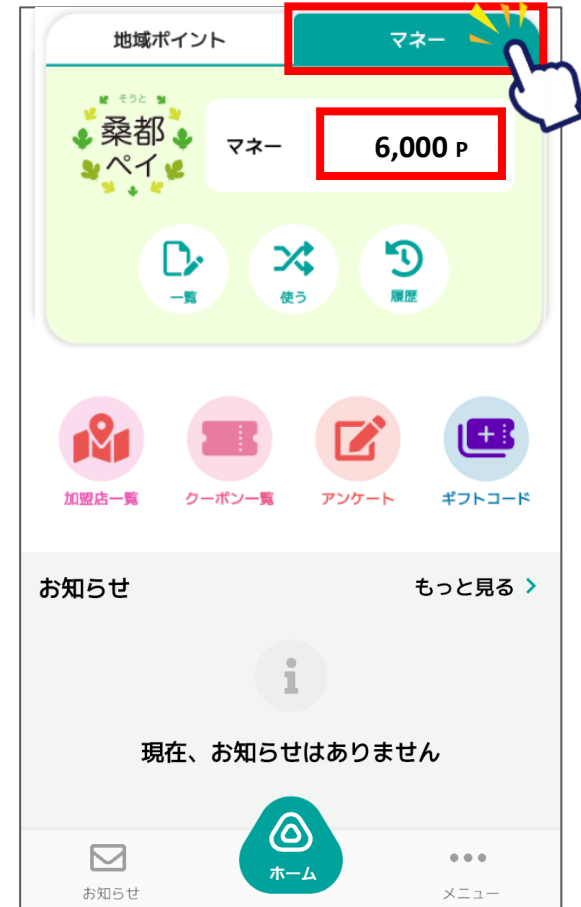 地域ポイント
マネー
そうと
桑都
ペイ
マネー
6,000 P
一覧
使う
履歴
加盟店一覧
クーポン一覧
アンケート
ギフトコード
お知らせ
もっと見る
現在、お知らせはありません
お知らせ
ホーム
メニュー